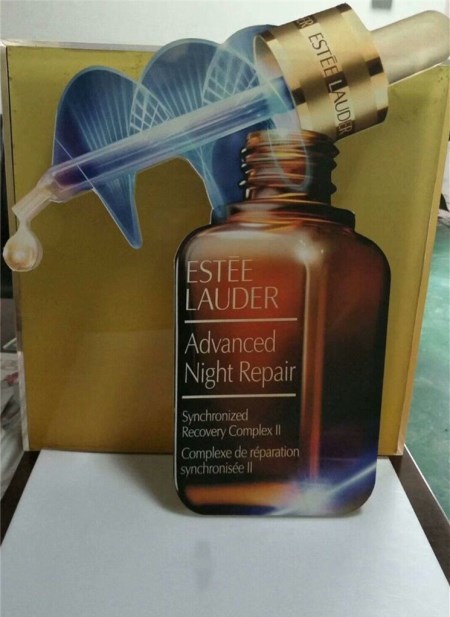 ESTĒE LAUDER
ESTĒE
LAUDER
Advanced
Night Repair
Synchronized
Recovery Complex II
Complexe de réparation
synchronisée II